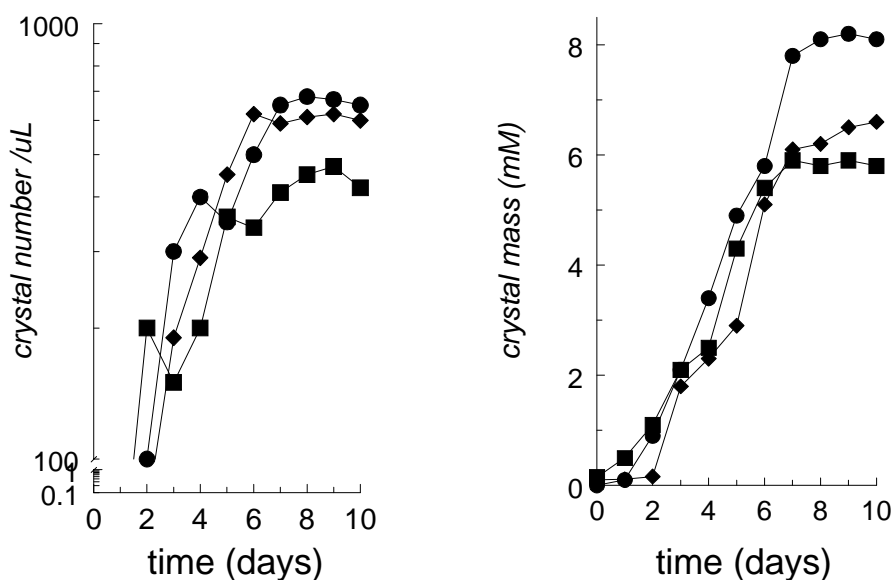 crystal number /uL
1000
100
1
0.1
0 2 4 6 8 10
time (days)
crystal mass (mM)
8
6
4
2
0
0 2 4 6 8 10
time (days)